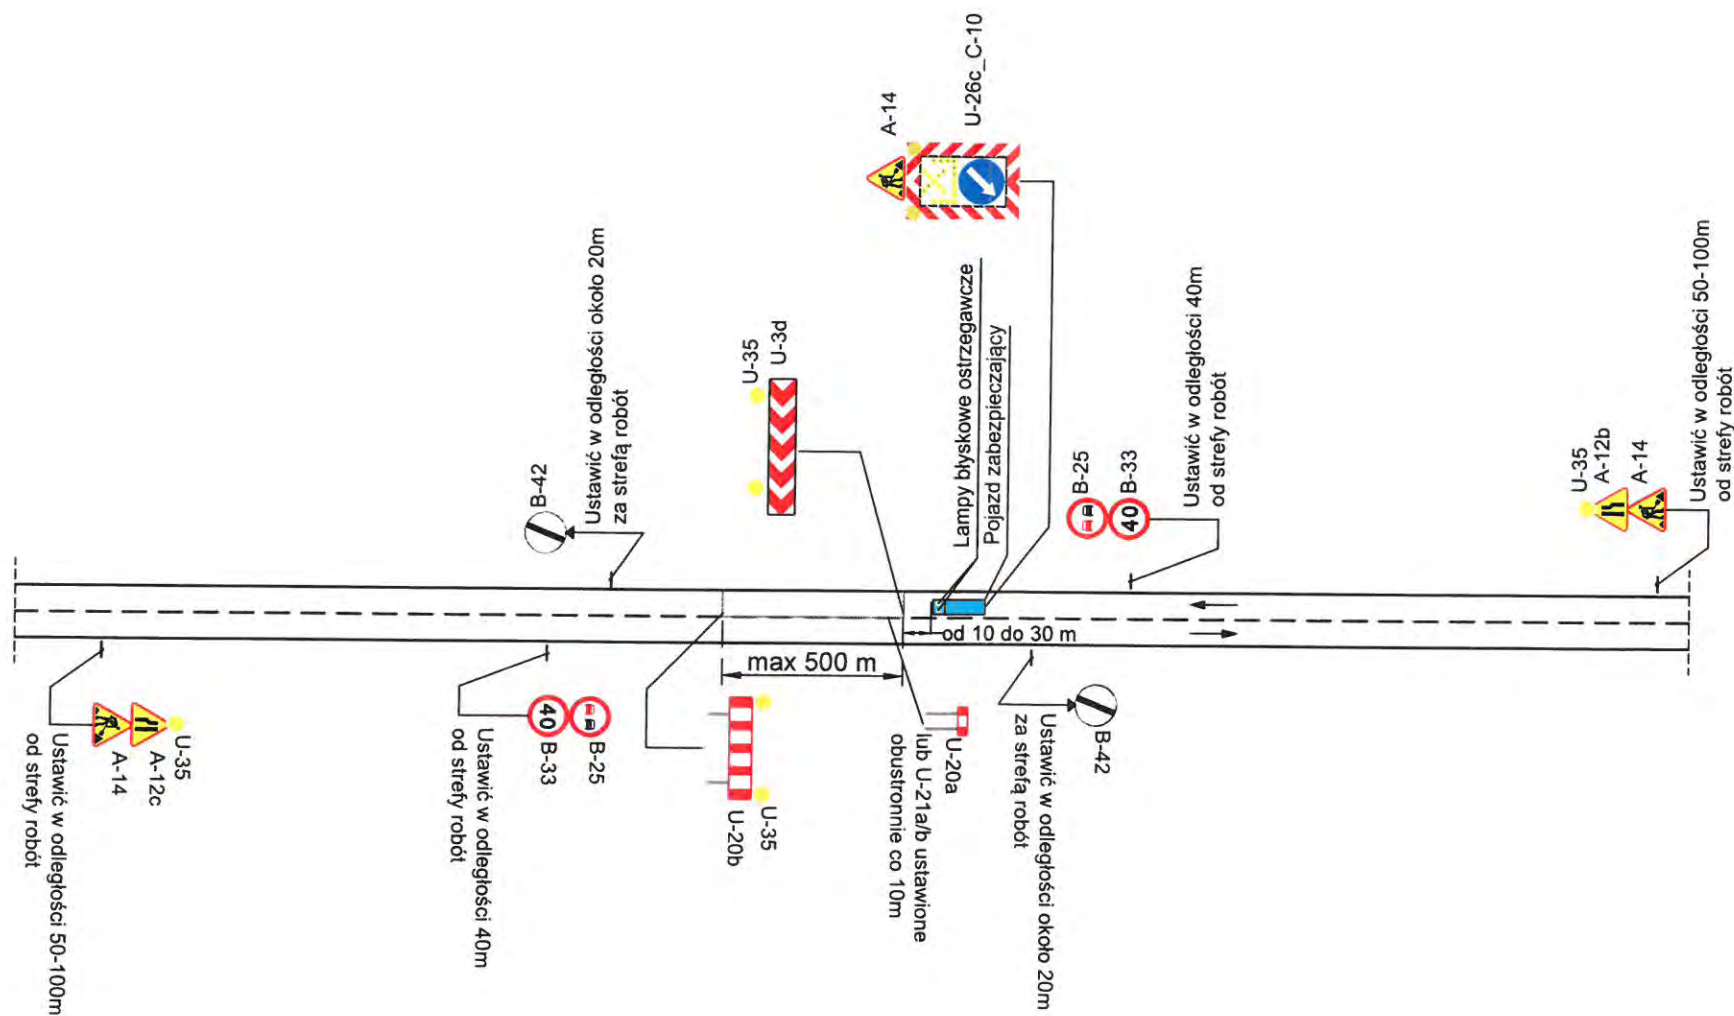 A-14
U-26c_C-10
Ustawić w odległości około 20m
za strefą robót
B-42
U-35
U-3d
Lampy błyskowe ostrzegawcze
Pojazd zabezpieczający
B-25
B-33
40
Ustawić w odległości 40m
od strefy robót
U-35
A-12b
A-14
Ustawić w odległości 50-100m
od strefy robót
od 10 do 30 m
max 500 m
U-35
A-12c
A-14
Ustawić w odległości 50-100m
od strefy robót
40
B-25
B-33
Ustawić w odległości 40m
od strefy robót
U-35
U-20b
U-20a
lub U-21a/b ustawione
obustronnie co 10m
B-42
Ustawić w odległości około 20m
za strefą robót